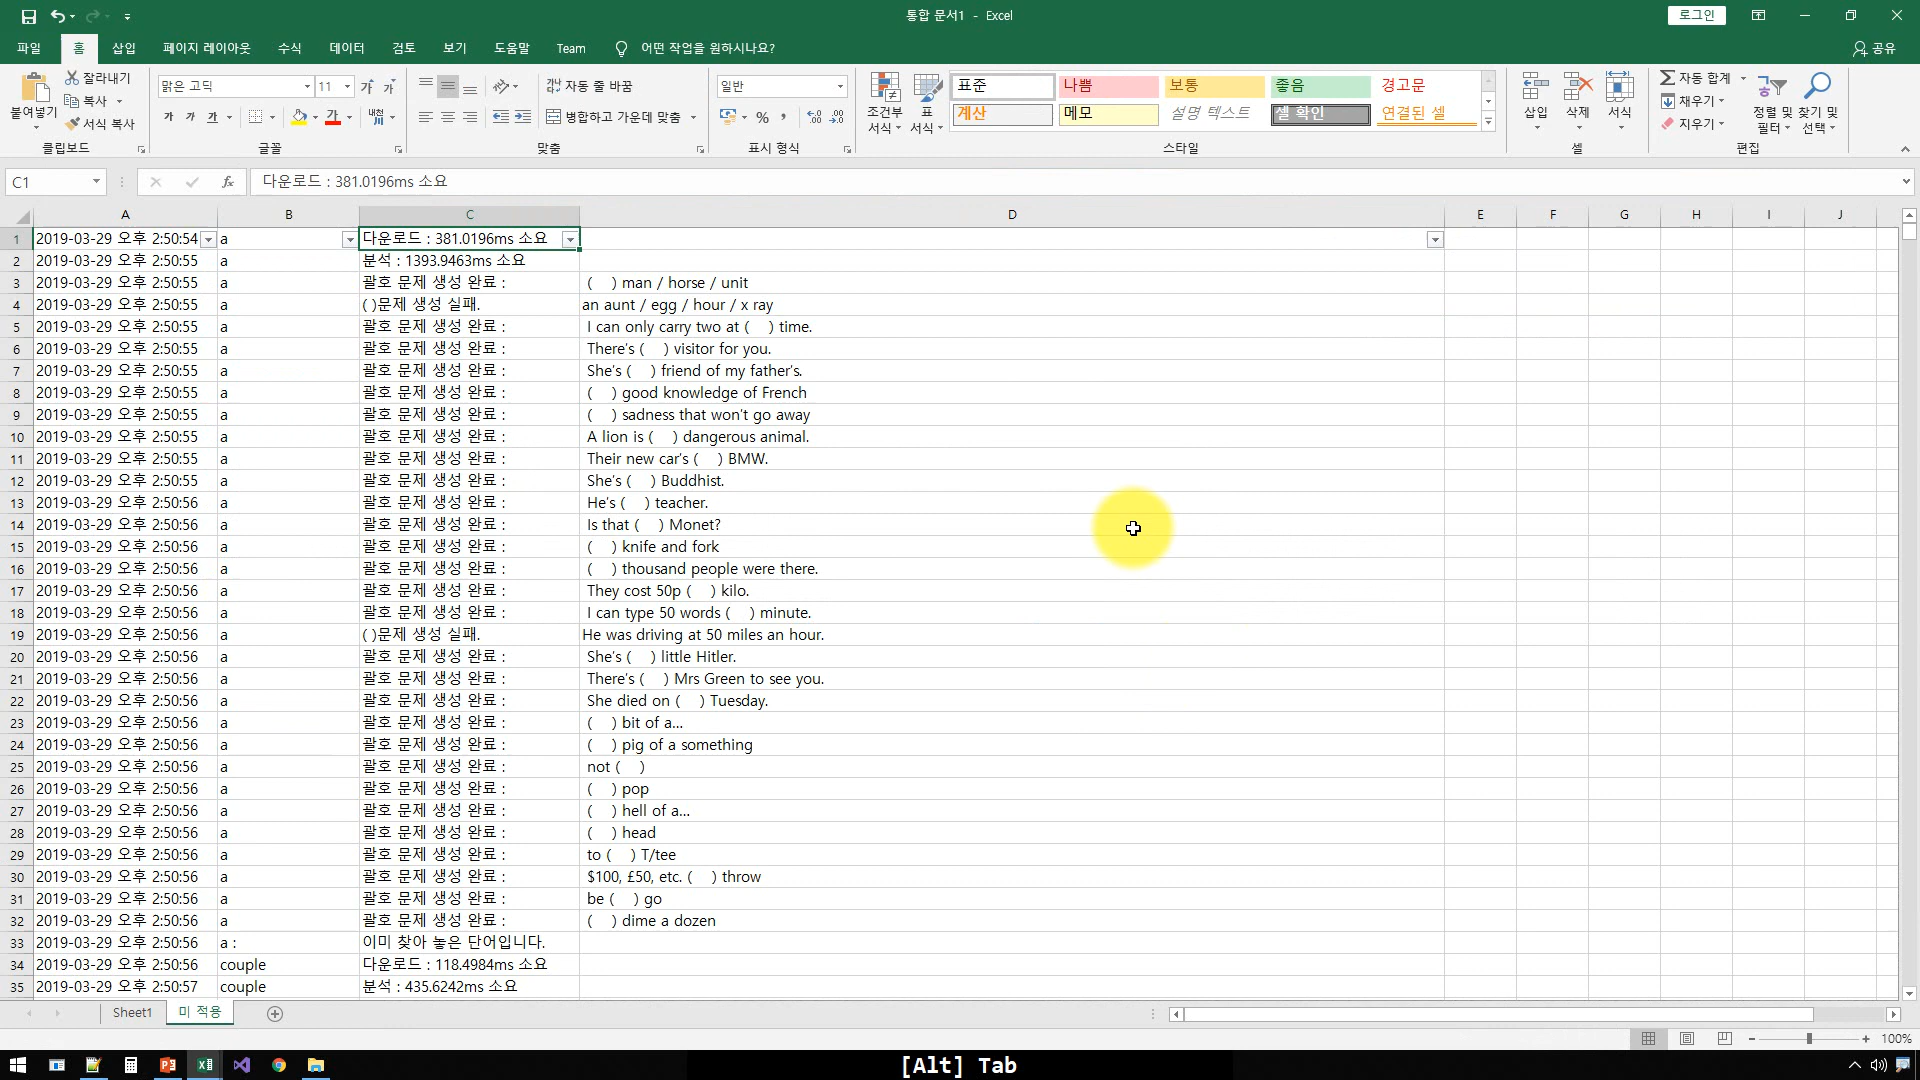 통합 문서1 - Excel
로그인
파일 홈 삽입 페이지 레이아웃 수식 데이터 검토 보기 도움말 Team 어떤 작업을 원하시나요? 공유
붙여넣기 잘라내기 복사 서식 복사 클립보드
맑은 고딕 11 가 가 가 가 가 가 내천 글꼴
자동 줄 바꿈 병합하고 가운데 맞춤 맞춤
일반 % , 표시 형식
조건부 서식 표 서식 표준 나쁨 보통 좋음 경고문
계산 메모 설명 텍스트 셀 확인 연결된 셀 스타일
삽입 삭제 서식 셀
자동 합계 채우기 지우기 정렬 및 필터 찾기 및 선택 편집
C1 fx 다운로드 : 381.0196ms 소요
A B C D E F G H I J
1 2019-03-29 오후 2:50:54 a 다운로드 : 381.0196ms 소요
2 2019-03-29 오후 2:50:55 a 분석 : 1393.9463ms 소요
3 2019-03-29 오후 2:50:55 a 괄호 문제 생성 완료 : ( ) man / horse / unit
4 2019-03-29 오후 2:50:55 a ( )문제 생성 실패. an aunt / egg / hour / x ray
5 2019-03-29 오후 2:50:55 a 괄호 문제 생성 완료 : I can only carry two at ( ) time.
6 2019-03-29 오후 2:50:55 a 괄호 문제 생성 완료 : There's ( ) visitor for you.
7 2019-03-29 오후 2:50:55 a 괄호 문제 생성 완료 : She's ( ) friend of my father's.
8 2019-03-29 오후 2:50:55 a 괄호 문제 생성 완료 : ( ) good knowledge of French
9 2019-03-29 오후 2:50:55 a 괄호 문제 생성 완료 : ( ) sadness that won't go away
10 2019-03-29 오후 2:50:55 a 괄호 문제 생성 완료 : A lion is ( ) dangerous animal.
11 2019-03-29 오후 2:50:55 a 괄호 문제 생성 완료 : Their new car's ( ) BMW.
12 2019-03-29 오후 2:50:55 a 괄호 문제 생성 완료 : She's ( ) Buddhist.
13 2019-03-29 오후 2:50:56 a 괄호 문제 생성 완료 : He's ( ) teacher.
14 2019-03-29 오후 2:50:56 a 괄호 문제 생성 완료 : Is that ( ) Monet?
15 2019-03-29 오후 2:50:56 a 괄호 문제 생성 완료 : ( ) knife and fork
16 2019-03-29 오후 2:50:56 a 괄호 문제 생성 완료 : ( ) thousand people were there.
17 2019-03-29 오후 2:50:56 a 괄호 문제 생성 완료 : They cost 50p ( ) kilo.
18 2019-03-29 오후 2:50:56 a 괄호 문제 생성 완료 : I can type 50 words ( ) minute.
19 2019-03-29 오후 2:50:56 a ( )문제 생성 실패. He was driving at 50 miles an hour.
20 2019-03-29 오후 2:50:56 a 괄호 문제 생성 완료 : She's ( ) little Hitler.
21 2019-03-29 오후 2:50:56 a 괄호 문제 생성 완료 : There's ( ) Mrs Green to see you.
22 2019-03-29 오후 2:50:56 a 괄호 문제 생성 완료 : She died on ( ) Tuesday.
23 2019-03-29 오후 2:50:56 a 괄호 문제 생성 완료 : ( ) bit of a...
24 2019-03-29 오후 2:50:56 a 괄호 문제 생성 완료 : ( ) pig of a something
25 2019-03-29 오후 2:50:56 a 괄호 문제 생성 완료 : not ( )
26 2019-03-29 오후 2:50:56 a 괄호 문제 생성 완료 : ( ) pop
27 2019-03-29 오후 2:50:56 a 괄호 문제 생성 완료 : ( ) hell of a...
28 2019-03-29 오후 2:50:56 a 괄호 문제 생성 완료 : ( ) head
29 2019-03-29 오후 2:50:56 a 괄호 문제 생성 완료 : to ( ) T/tee
30 2019-03-29 오후 2:50:56 a 괄호 문제 생성 완료 : $100, £50, etc. ( ) throw
31 2019-03-29 오후 2:50:56 a 괄호 문제 생성 완료 : be ( ) go
32 2019-03-29 오후 2:50:56 a 괄호 문제 생성 완료 : ( ) dime a dozen
33 2019-03-29 오후 2:50:56 a : 이미 찾아 놓은 단어입니다.
34 2019-03-29 오후 2:50:56 couple 다운로드 : 118.4984ms 소요
35 2019-03-29 오후 2:50:57 couple 분석 : 435.6242ms 소요
Sheet1 미 적용
100%
[Alt] Tab